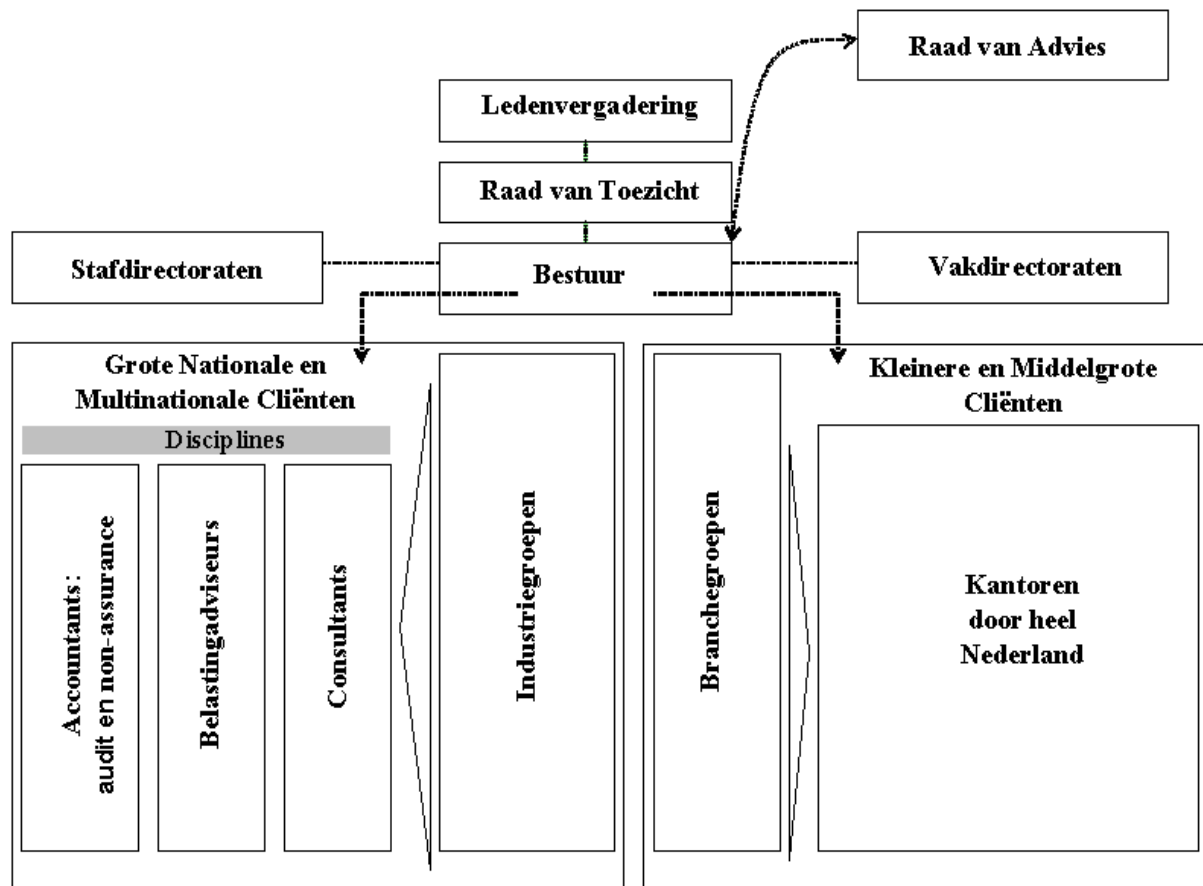 Raad van Advies
Ledenvergadering
Raad van Toezicht
Stafdirectoraten
Bestuur
Vakdirectoraten
Grote Nationale en
Multinationale Cliënten
Disciplines
Accountants:
audit en non-assurance
Belastingadviseurs
Consultants
Industriegroepen
Branchegroepen
Kleinere en Middelgrote
Cliënten
Kantoren
door heel
Nederland